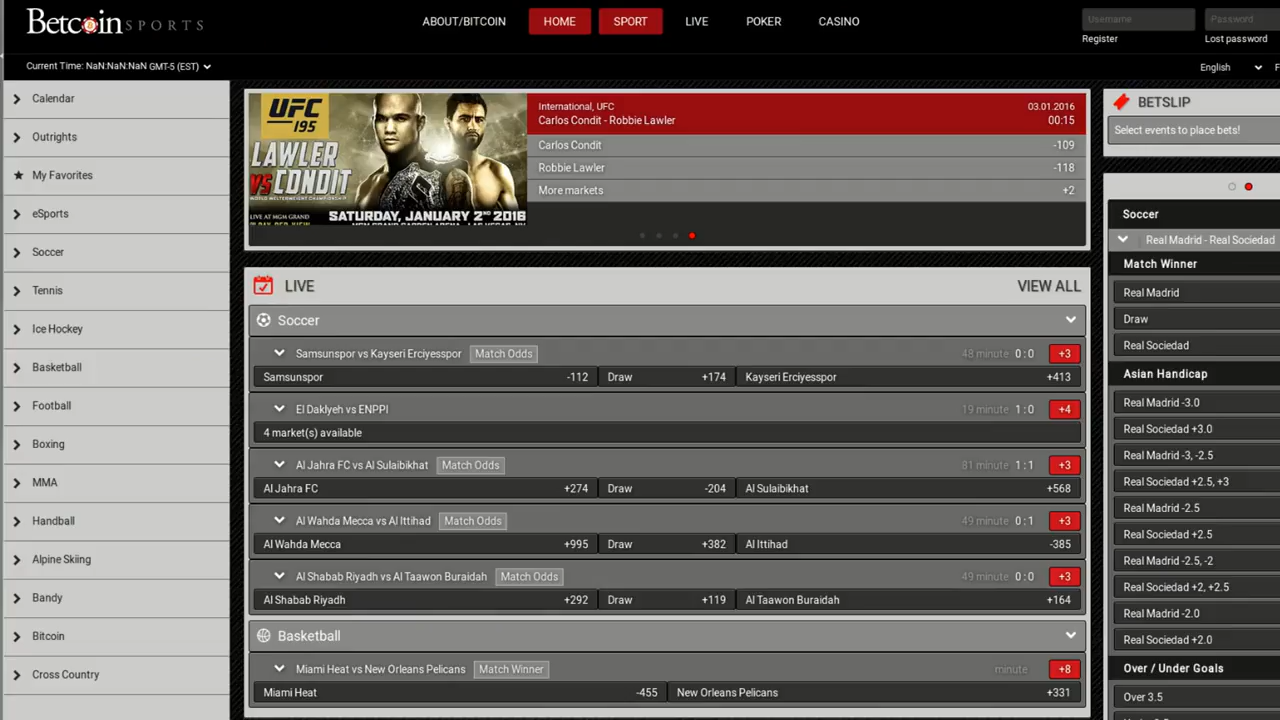 Betcoin SPORTS
ABOUT/BITCOIN HOME SPORT LIVE POKER CASINO
Username Password
Register Lost password
Current Time: NaN:NaN:NaN GMT-5 (EST)
English F
Calendar
Outrights
My Favorites
eSports
Soccer
Tennis
Ice Hockey
Basketball
Football
Boxing
MMA
Handball
Alpine Skiing
Bandy
Bitcoin
Cross Country
UFC
195
LAWLER
VS CONDIT
WORLD WELTERWEIGHT CHAMPIONSHIP
LIVE AT MGM GRAND
SATURDAY, JANUARY 2ND 2016
International, UFC 03.01.2016
Carlos Condit - Robbie Lawler 00:15
Carlos Condit -109
Robbie Lawler -118
More markets +2
LIVE VIEW ALL
Soccer
Samsunspor vs Kayseri Erciyesspor Match Odds 48 minute 0 : 0 +3
Samsunspor -112 Draw +174 Kayseri Erciyesspor +413
El Daklyeh vs ENPPI 19 minute 1 : 0 +4
4 market(s) available
Al Jahra FC vs Al Sulaibikhat Match Odds 81 minute 1 : 1 +3
Al Jahra FC +274 Draw -204 Al Sulaibikhat +568
Al Wahda Mecca vs Al Ittihad Match Odds 49 minute 0 : 1 +3
Al Wahda Mecca +995 Draw +382 Al Ittihad -385
Al Shabab Riyadh vs Al Taawon Buraidah Match Odds 49 minute 0 : 0 +3
Al Shabab Riyadh +292 Draw +119 Al Taawon Buraidah +164
Basketball
Miami Heat vs New Orleans Pelicans Match Winner minute +8
Miami Heat -455 New Orleans Pelicans +331
BETSLIP
Select events to place bets!
Soccer
Real Madrid - Real Sociedad
Match Winner
Real Madrid
Draw
Real Sociedad
Asian Handicap
Real Madrid -3.0
Real Sociedad +3.0
Real Madrid -3, -2.5
Real Sociedad +2.5, +3
Real Madrid -2.5
Real Sociedad +2.5
Real Madrid -2.5, -2
Real Sociedad +2, +2.5
Real Madrid -2.0
Real Sociedad +2.0
Over / Under Goals
Over 3.5